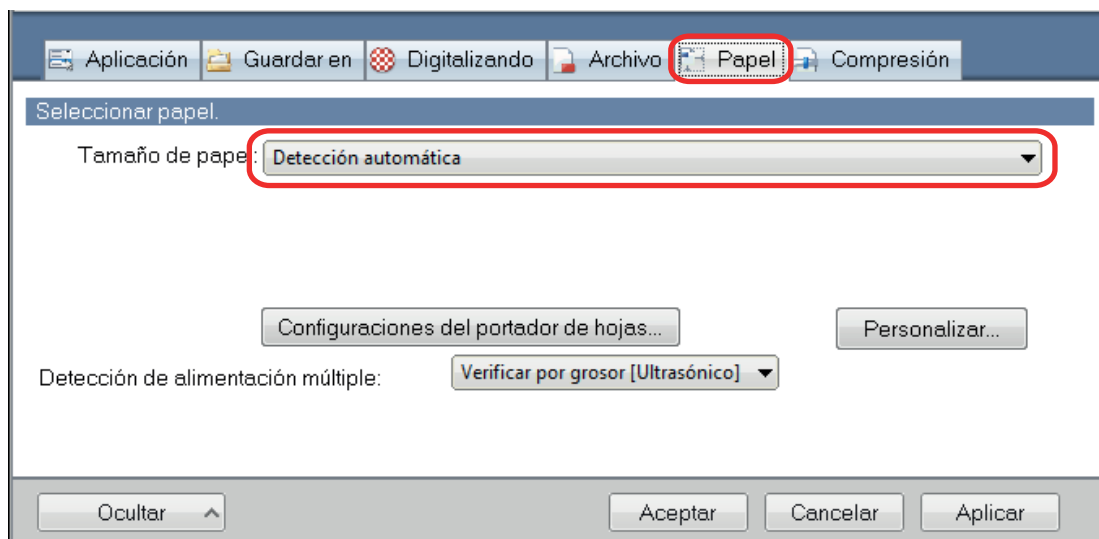 Aplicación Guardar en Digitalizando Archivo Papel Compresión
Seleccionar papel.
Tamaño de papel: Detección automática
Configuraciones del portador de hojas... Personalizar...
Detección de alimentación múltiple: Verificar por grosor [Ultrasónico]
Ocultar Aceptar Cancelar Aplicar